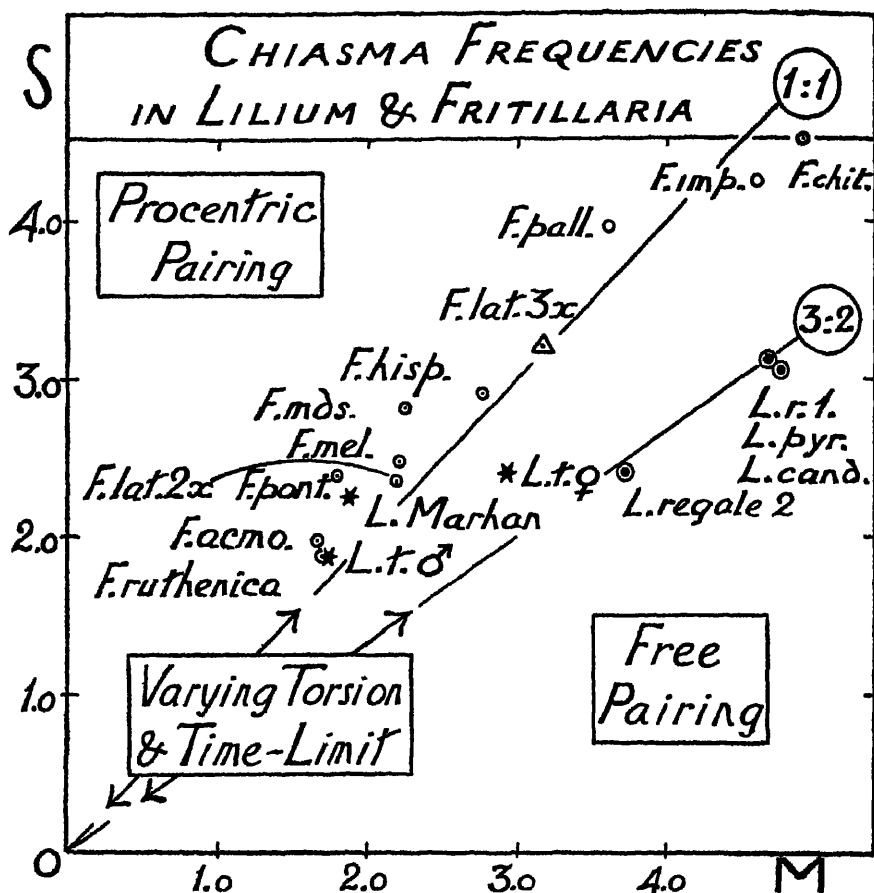 CHIASMA FREQUENCIES
IN LILIUM & FRITILLARIA
S
1:1
F.imp.
F.chit.
Procentric
Pairing
4.0
F.pall.
F.lat.3x
3:2
F.hisp.
3.0
F.mds.
F.mel.
L.r.1.
L.pyr.
L.cand.
F.lat.2x
F.pont.
L.t.♀
L.regale 2
L.Marhan
2.0
F.acmo.
L.t.♂
F.ruthenica
Free
Pairing
Varying Torsion
& Time-Limit
1.0
0
1.0
2.0
3.0
4.0
M